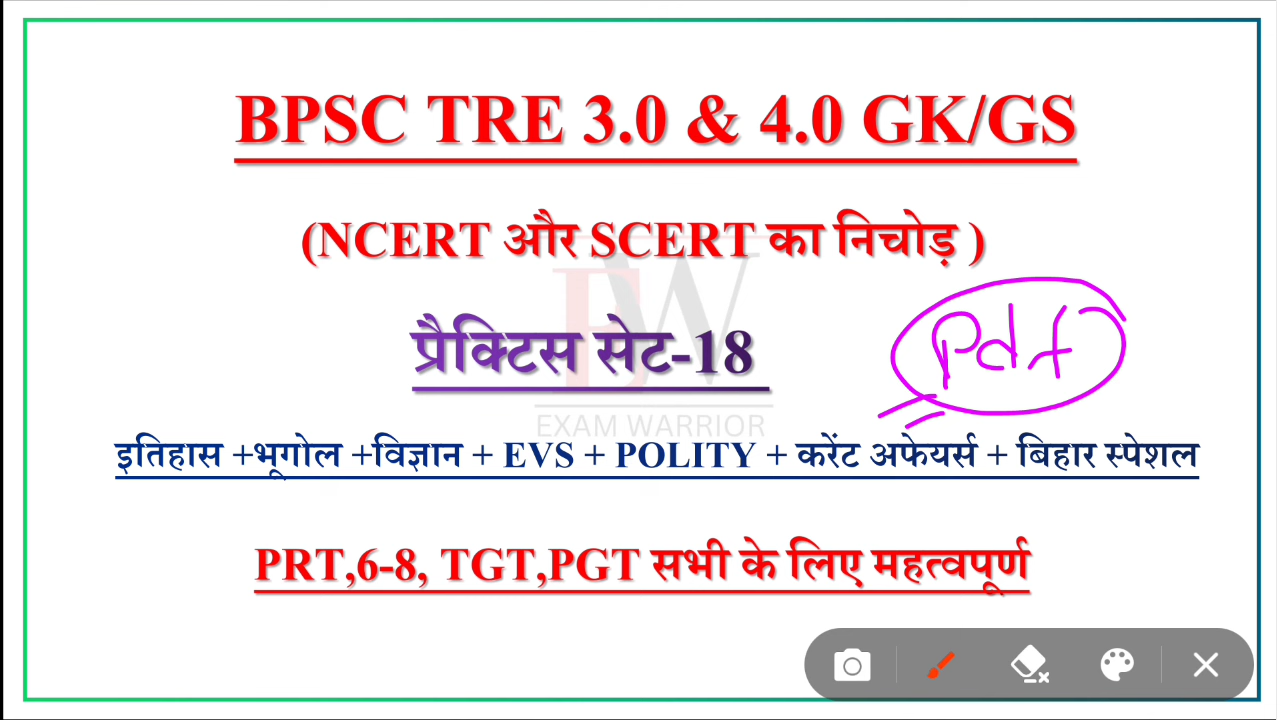 BPSC TRE 3.0 & 4.0 GK/GS
(NCERT और SCERT का निचोड़ )
प्रैक्टिस सेट-18
Pdf
EXAM WARRIOR
इतिहास +भूगोल +विज्ञान + EVS + POLITY + करेंट अफेयर्स + बिहार स्पेशल
PRT,6-8, TGT,PGT सभी के लिए महत्वपूर्ण